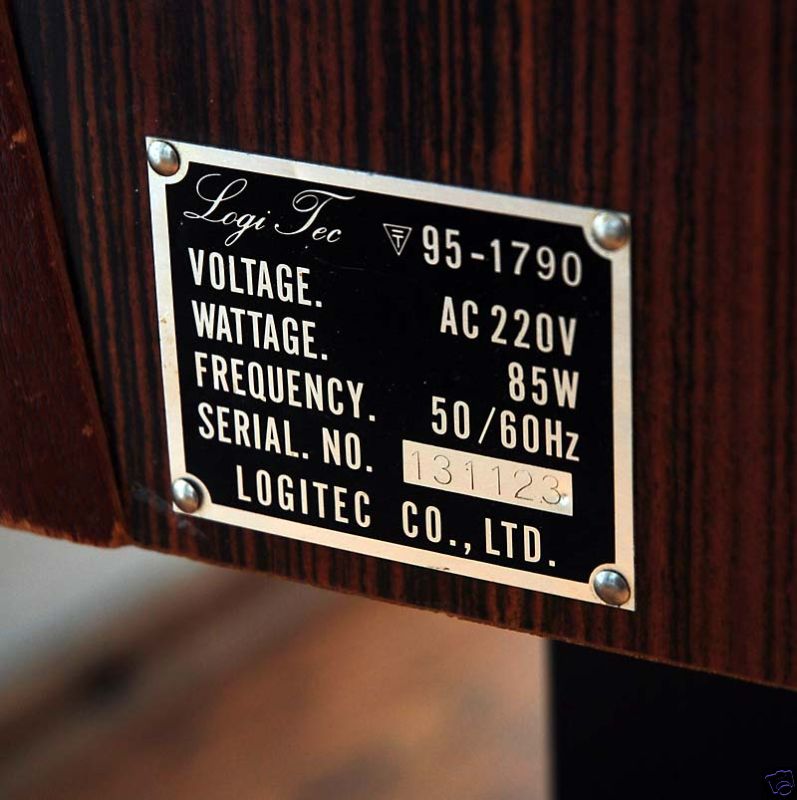 Logi Tec 〒 95-1790
VOLTAGE. AC 220V
WATTAGE. 85W
FREQUENCY. 50/60Hz
SERIAL. NO. 131123
LOGITEC CO., LTD.